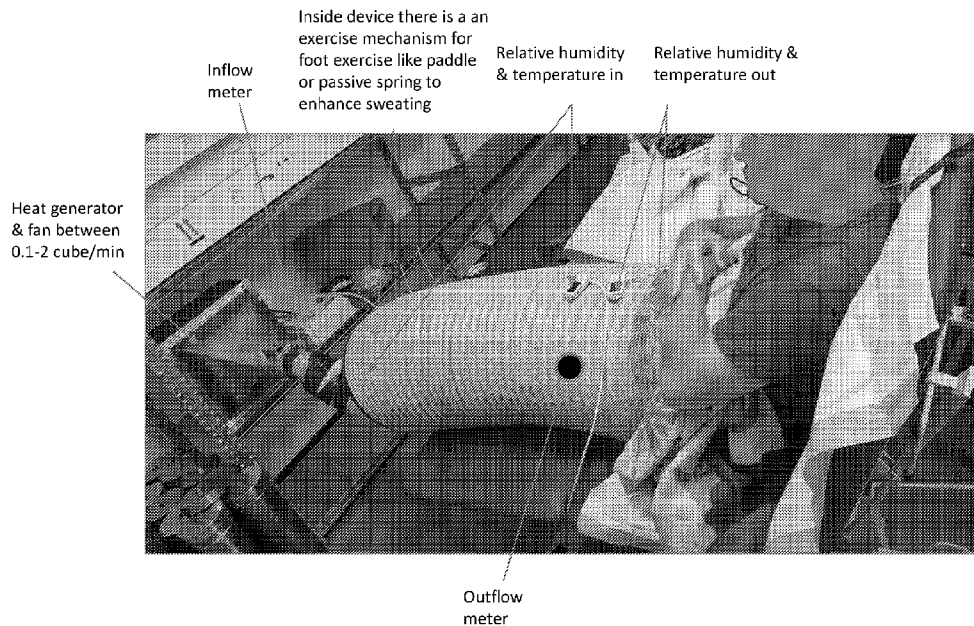 Inside device there is a an
exercise mechanism for
foot exercise like paddle
or passive spring to
enhance sweating
Relative humidity
& temperature in
Relative humidity &
temperature out
Inflow
meter
Heat generator
& fan between
0.1-2 cube/min
Outflow
meter